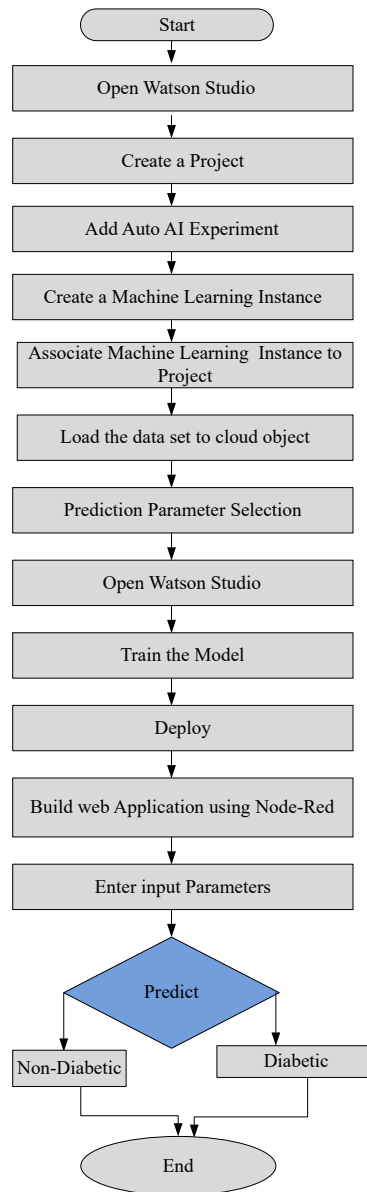 Start
Open Watson Studio
Create a Project
Add Auto AI Experiment
Create a Machine Learning Instance
Associate Machine Learning Instance to
Project
Load the data set to cloud object
Prediction Parameter Selection
Open Watson Studio
Train the Model
Deploy
Build web Application using Node-Red
Enter input Parameters
Predict
Non-Diabetic
Diabetic
End